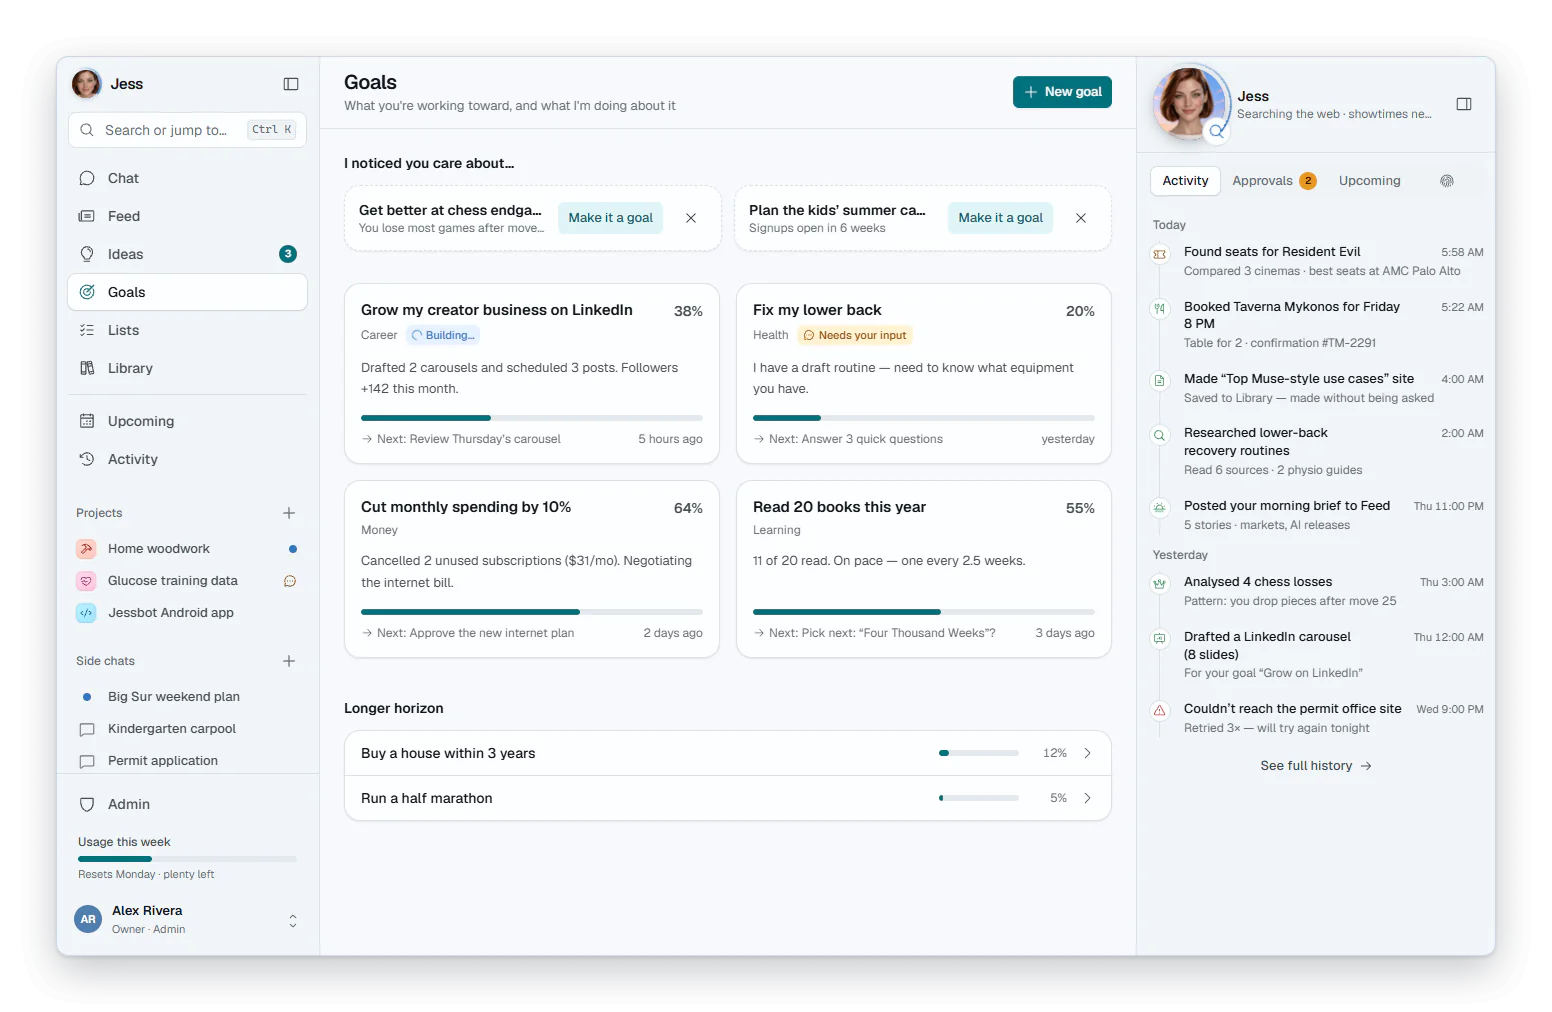 Jess
Search or jump to…
Ctrl K
Chat
Feed
Ideas
3
Goals
Lists
Library
Upcoming
Activity
Projects
Home woodwork
Glucose training data
Jessbot Android app
Side chats
Big Sur weekend plan
Kindergarten carpool
Permit application
Admin
Usage this week
Resets Monday · plenty left
AR
Alex Rivera
Owner · Admin
Goals
What you're working toward, and what I'm doing about it
New goal
I noticed you care about…
Get better at chess endga…
You lose most games after move…
Make it a goal
Plan the kids’ summer ca…
Signups open in 6 weeks
Make it a goal
Grow my creator business on LinkedIn
38%
Career
Building…
Drafted 2 carousels and scheduled 3 posts. Followers
+142 this month.
→ Next: Review Thursday's carousel
5 hours ago
Fix my lower back
20%
Health
Needs your input
I have a draft routine — need to know what equipment
you have.
→ Next: Answer 3 quick questions
yesterday
Cut monthly spending by 10%
64%
Money
Cancelled 2 unused subscriptions ($31/mo). Negotiating
the internet bill.
→ Next: Approve the new internet plan
2 days ago
Read 20 books this year
55%
Learning
11 of 20 read. On pace — one every 2.5 weeks.
→ Next: Pick next: “Four Thousand Weeks”?
3 days ago
Longer horizon
Buy a house within 3 years
12%
Run a half marathon
5%
Jess
Searching the web · showtimes ne…
Activity
Approvals
2
Upcoming
Today
Found seats for Resident Evil
5:58 AM
Compared 3 cinemas · best seats at AMC Palo Alto
Booked Taverna Mykonos for Friday
8 PM
5:22 AM
Table for 2 · confirmation #TM-2291
Made “Top Muse-style use cases” site
4:00 AM
Saved to Library — made without being asked
Researched lower-back
recovery routines
2:00 AM
Read 6 sources · 2 physio guides
Posted your morning brief to Feed
Thu 11:00 PM
5 stories · markets, AI releases
Yesterday
Analysed 4 chess losses
Thu 3:00 AM
Pattern: you drop pieces after move 25
Drafted a LinkedIn carousel
(8 slides)
Thu 12:00 AM
For your goal “Grow on LinkedIn”
Couldn’t reach the permit office site
Wed 9:00 PM
Retried 3× — will try again tonight
See full history →